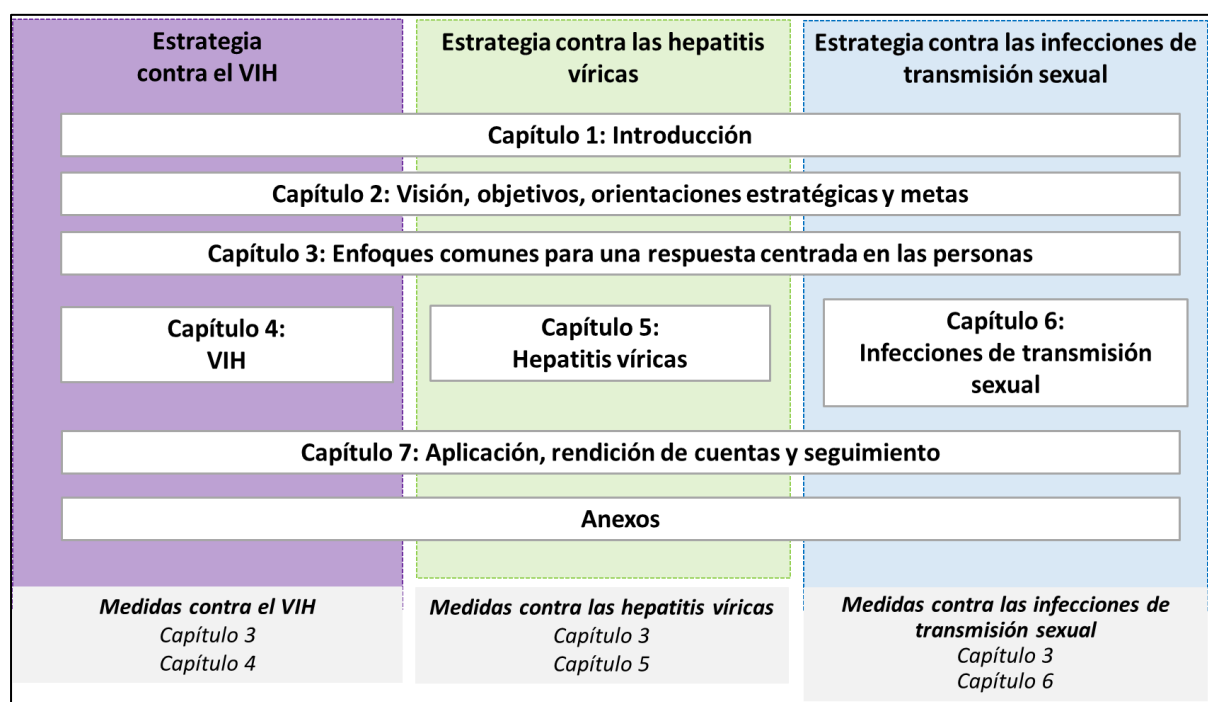 Estrategia
contra el VIH
Estrategia contra las hepatitis
víricas
Estrategia contra las infecciones de
transmisión sexual
Capítulo 1: Introducción
Capítulo 2: Visión, objetivos, orientaciones estratégicas y metas
Capítulo 3: Enfoques comunes para una respuesta centrada en las personas
Capítulo 4:
VIH
Capítulo 5:
Hepatitis víricas
Capítulo 6:
Infecciones de transmisión
sexual
Capítulo 7: Aplicación, rendición de cuentas y seguimiento
Anexos
Medidas contra el VIH
Capítulo 3
Capítulo 4
Medidas contra las hepatitis víricas
Capítulo 3
Capítulo 5
Medidas contra las infecciones de
transmisión sexual
Capítulo 3
Capítulo 6